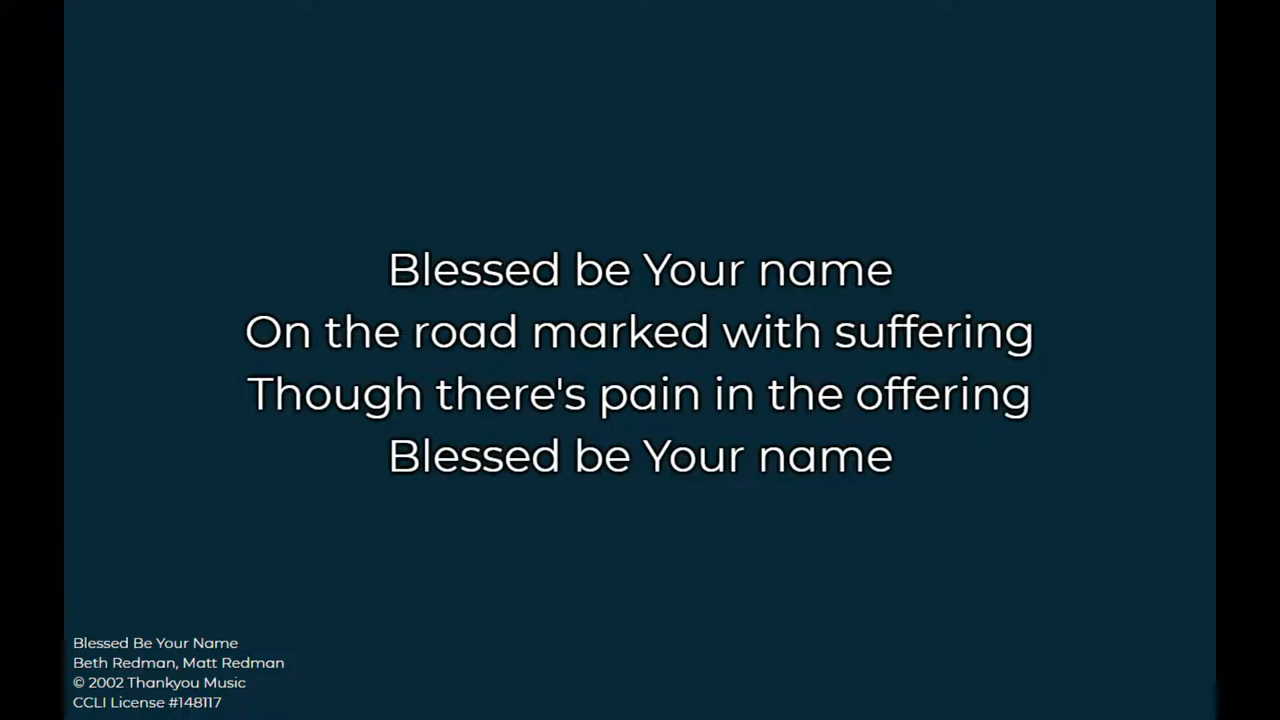 Blessed be Your name
On the road marked with suffering
Though there's pain in the offering
Blessed be Your name
Blessed Be Your Name
Beth Redman, Matt Redman
© 2002 Thankyou Music
CCLI License #148117